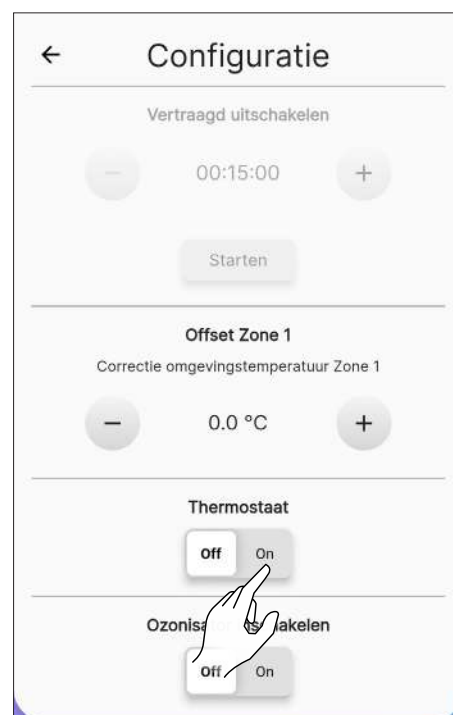 Configuratie
Vertraagd uitschakelen
00:15:00
Starten
Offset Zone 1
Correctie omgevingstemperatuur Zone 1
0.0 °C
Thermostaat
Off On
Off On